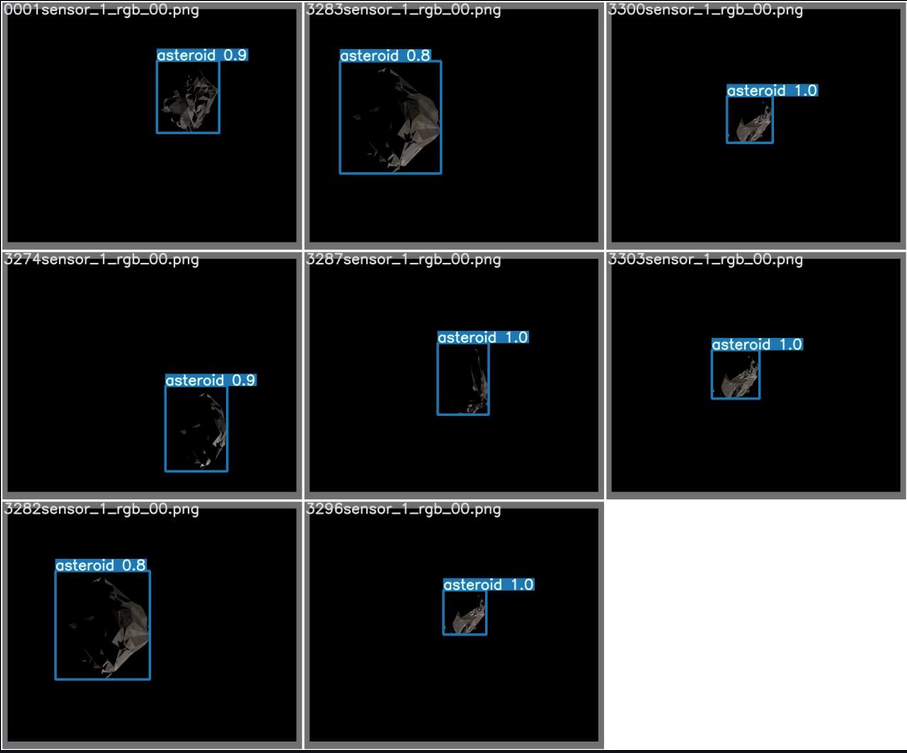 0001sensor_1_rgb_00.png
asteroid 0.9
3283sensor_1_rgb_00.png
asteroid 0.8
3300sensor_1_rgb_00.png
asteroid 1.0
3274sensor_1_rgb_00.png
asteroid 0.9
3287sensor_1_rgb_00.png
asteroid 1.0
3303sensor_1_rgb_00.png
asteroid 1.0
3282sensor_1_rgb_00.png
asteroid 0.8
3296sensor_1_rgb_00.png
asteroid 1.0